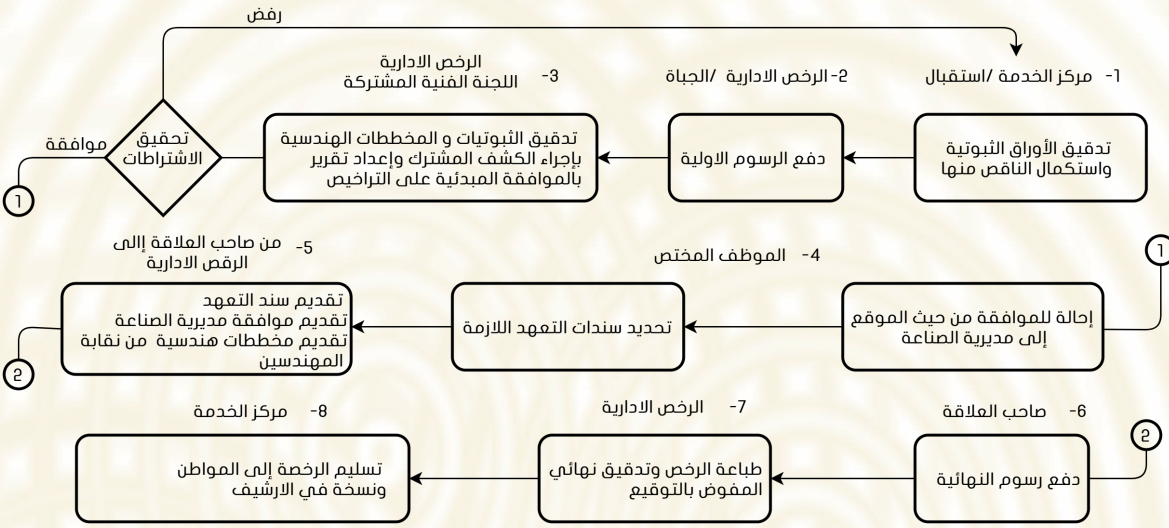 رفض
1- مركز الخدمة /استقبال
2- الرخص الادارية /الجباة
3- الرخص الادارية
اللجنة الفنية المشتركة
تدقيق الأوراق الثبوتية
واستكمال الناقص منها
دفع الرسوم الاولية
تدقيق الثبوتيات و المخططات الهندسية
بإجراء الكشف المشترك وإعداد تقرير
بالموافقة المبدئية على التراخيص
تحقيق
الاشتراطات
موافقة
1
1
4- الموظف المختص
5- من صاحب العلاقة إالى
الرقص الادارية
إحالة للموافقة من حيث الموقع
إلى مديرية الصناعة
تحديد سندات التعهد اللازمة
تقديم سند التعهد
تقديم موافقة مديرية الصناعة
تقديم مخططات هندسية من نقابة
المهندسين
2
2
6- صاحب العلاقة
7- الرخص الادارية
8- مركز الخدمة
دفع رسوم النهائية
طباعة الرخص وتدقيق نهائي
المفوض بالتوقيع
تسليم الرخصة إلى المواطن
ونسخة في الارشيف